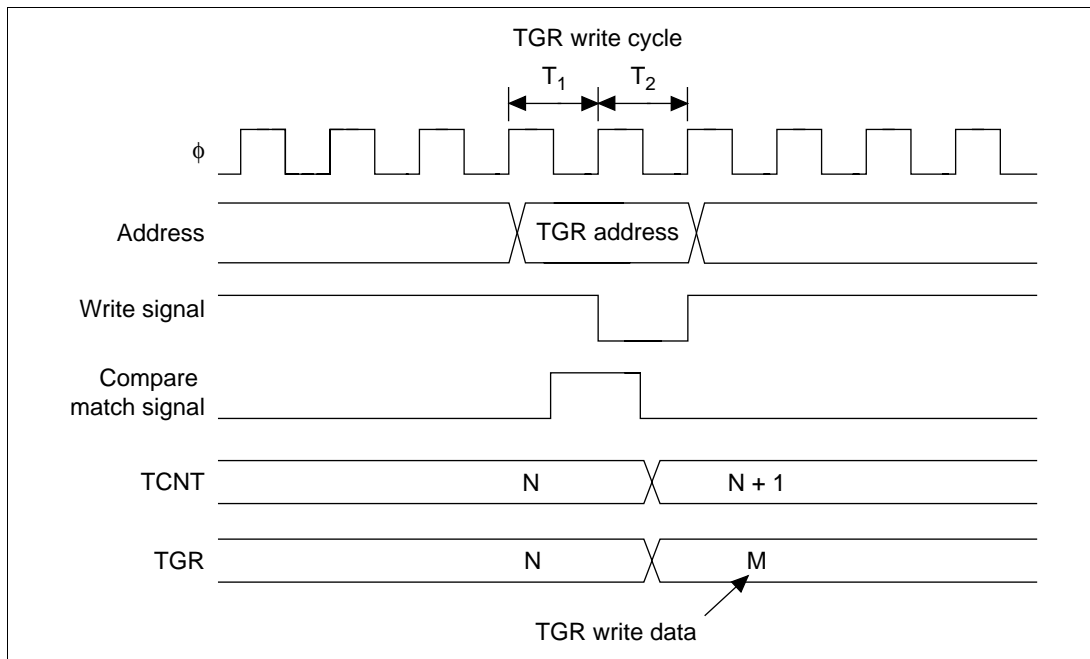 TGR write cycle
T1 T2
ϕ
Address
TGR address
Write signal
Compare
match signal
TCNT
N
N + 1
TGR
N
M
TGR write data